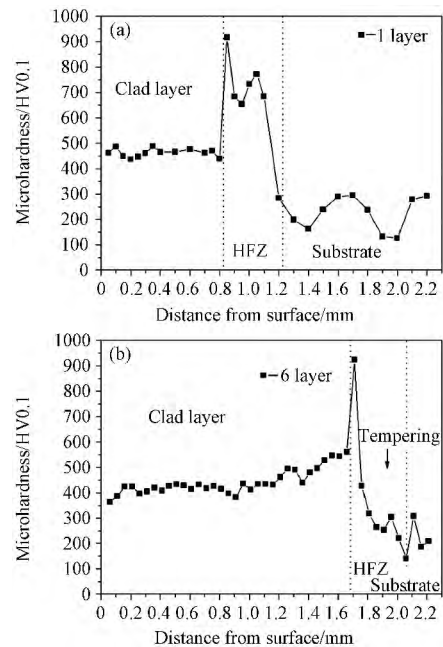 (a)
1 layer
Clad layer
HFZ
Substrate
Microhardness/HV0.1
1000
900
800
700
600
500
400
300
200
100
0
0 0.2 0.4 0.6 0.8 1.0 1.2 1.4 1.6 1.8 2.0 2.2
Distance from surface/mm
(b)
6 layer
Clad layer
Tempering
HFZ
Substrate
Microhardness/HV0.1
1000
900
800
700
600
500
400
300
200
100
0
0 0.2 0.4 0.6 0.8 1.0 1.2 1.4 1.6 1.8 2.0 2.2
Distance from surface/mm